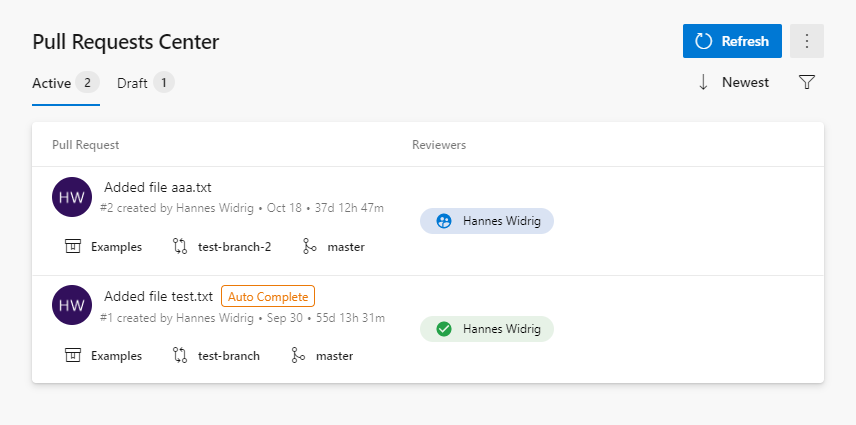 Pull Requests Center
Refresh
Active 2 Draft 1
Newest
Pull Request Reviewers
HW Added file aaa.txt
#2 created by Hannes Widrig • Oct 18 • 37d 12h 47m
Hannes Widrig
Examples test-branch-2 master
HW Added file test.txt Auto Complete
#1 created by Hannes Widrig • Sep 30 • 55d 13h 31m
Hannes Widrig
Examples test-branch master